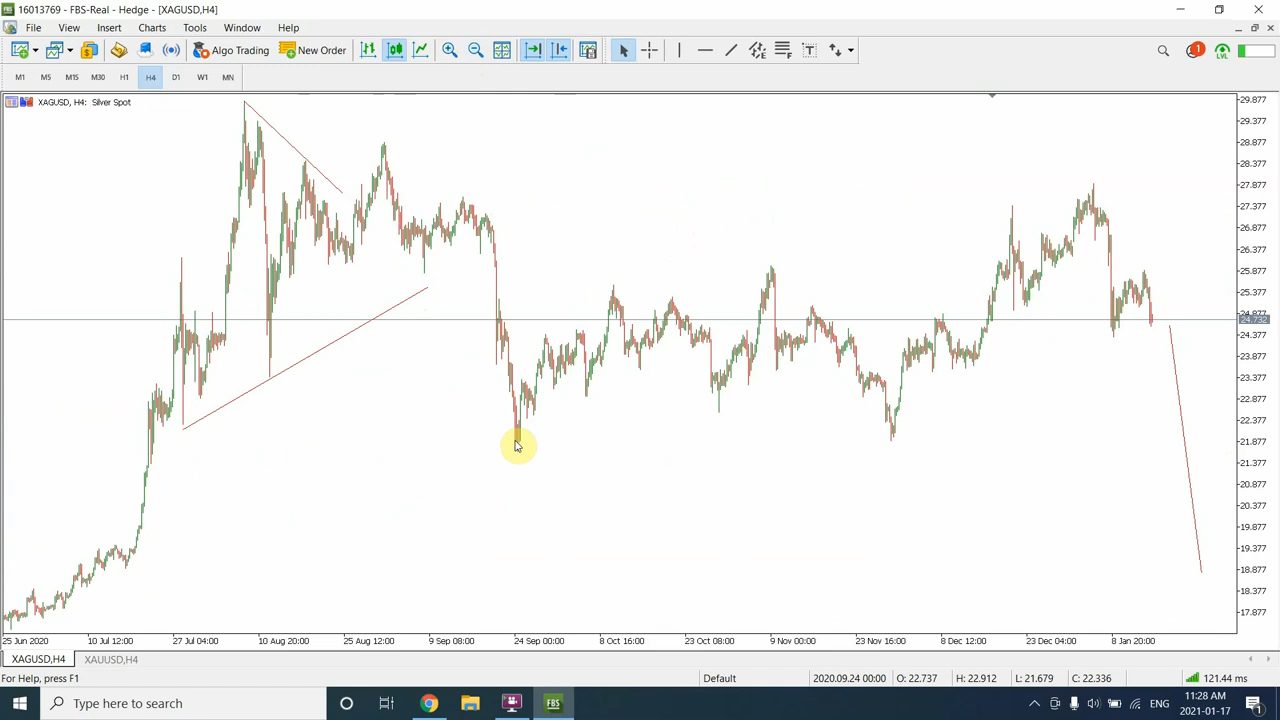 16013769 - FBS-Real - Hedge - [XAGUSD,H4]
File View Insert Charts Tools Window Help
Algo Trading New Order 1 LVL
M1 M5 M15 M30 H1 H4 D1 W1 MN
XAGUSD, H4: Silver Spot
29.877
29.377
28.877
28.377
27.877
27.377
26.877
26.377
25.877
25.377
24.732
24.377
23.877
23.377
22.877
22.377
21.877
21.377
20.877
20.377
19.877
19.377
18.877
18.377
17.877
25 Jun 2020 10 Jul 12:00 27 Jul 04:00 10 Aug 20:00 25 Aug 12:00 9 Sep 08:00 24 Sep 00:00 8 Oct 16:00 23 Oct 08:00 9 Nov 00:00 23 Nov 16:00 8 Dec 12:00 23 Dec 04:00 8 Jan 20:00
XAGUSD,H4 XAUUSD,H4
For Help, press F1 Default 2020.09.24 00:00 O: 22.737 H: 22.912 L: 21.679 C: 22.336 121.44 ms
Type here to search FBS ENG 11:28 AM
2021-01-17 1